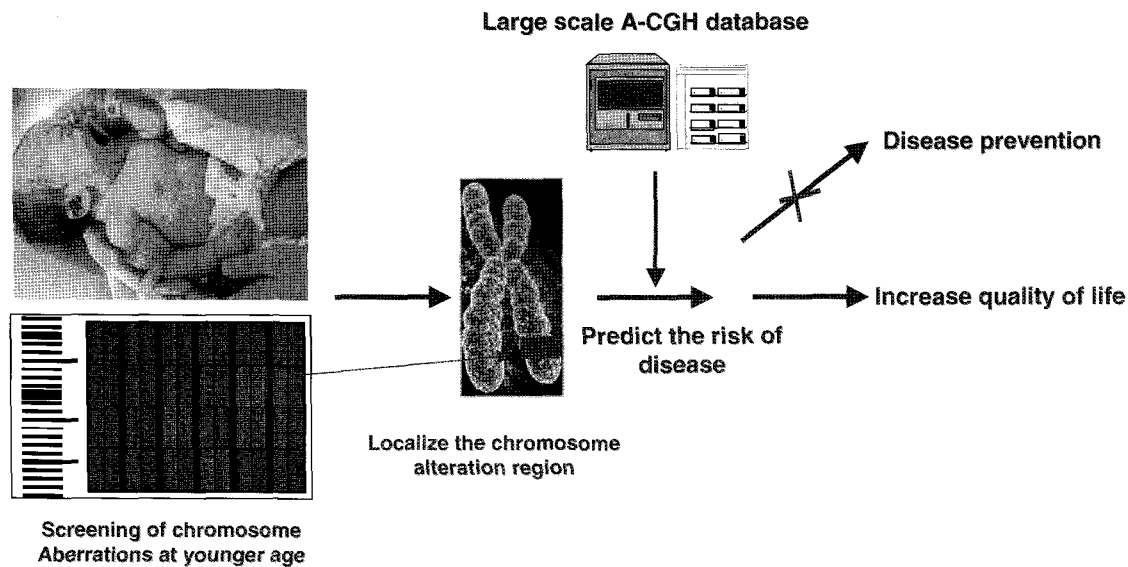 Large scale A-CGH database
Disease prevention
Increase quality of life
Predict the risk of
disease
Localize the chromosome
alteration region
Screening of chromosome
Aberrations at younger age